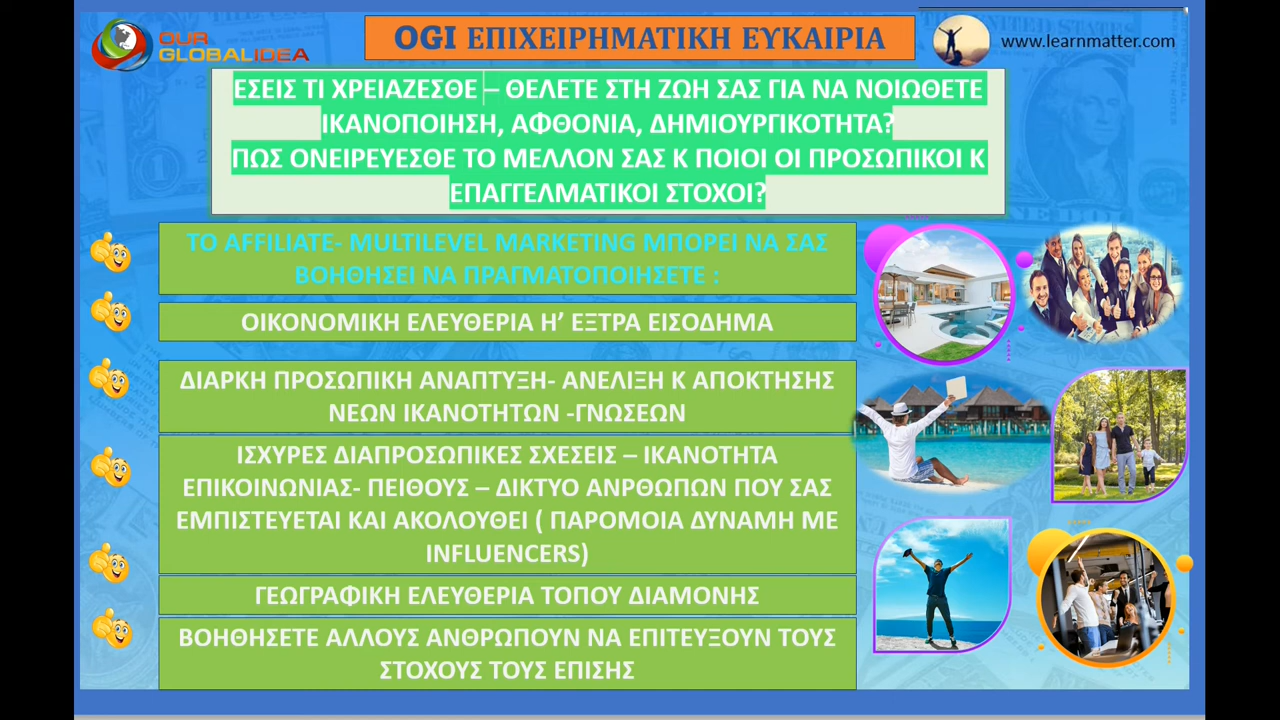 OUR
GLOBALIDEA
OGI ΕΠΙΧΕΙΡΗΜΑΤΙΚΗ ΕΥΚΑΙΡΙΑ
www.learnmatter.com
ΕΣΕΙΣ ΤΙ ΧΡΕΙΑΖΕΣΘΕ – ΘΕΛΕΤΕ ΣΤΗ ΖΩΗ ΣΑΣ ΓΙΑ ΝΑ ΝΟΙΩΘΕΤΕ
ΙΚΑΝΟΠΟΙΗΣΗ, ΑΦΘΟΝΙΑ, ΔΗΜΙΟΥΡΓΙΚΟΤΗΤΑ?
ΠΩΣ ΟΝΕΙΡΕΥΕΣΘΕ ΤΟ ΜΕΛΛΟΝ ΣΑΣ Κ ΠΟΙΟΙ ΟΙ ΠΡΟΣΩΠΙΚΟΙ Κ
ΕΠΑΓΓΕΛΜΑΤΙΚΟΙ ΣΤΟΧΟΙ?
ΤΟ AFFILIATE- MULTILEVEL MARKETING ΜΠΟΡΕΙ ΝΑ ΣΑΣ
ΒΟΗΘΗΣΕΙ ΝΑ ΠΡΑΓΜΑΤΟΠΟΙΗΣΕΤΕ :
ΟΙΚΟΝΟΜΙΚΗ ΕΛΕΥΘΕΡΙΑ Η’ ΕΞΤΡΑ ΕΙΣΟΔΗΜΑ
ΔΙΑΡΚΗ ΠΡΟΣΩΠΙΚΗ ΑΝΑΠΤΥΞΗ- ΑΝΕΛΙΞΗ Κ ΑΠΟΚΤΗΣΗΣ
ΝΕΩΝ ΙΚΑΝΟΤΗΤΩΝ -ΓΝΩΣΕΩΝ
ΙΣΧΥΡΕΣ ΔΙΑΠΡΟΣΩΠΙΚΕΣ ΣΧΕΣΕΙΣ – ΙΚΑΝΟΤΗΤΑ
ΕΠΙΚΟΙΝΩΝΙΑΣ- ΠΕΙΘΟΥΣ – ΔΙΚΤΥΟ ΑΝΡΘΩΠΩΝ ΠΟΥ ΣΑΣ
ΕΜΠΙΣΤΕΥΕΤΑΙ ΚΑΙ ΑΚΟΛΟΥΘΕΙ ( ΠΑΡΟΜΟΙΑ ΔΥΝΑΜΗ ΜΕ
INFLUENCERS)
ΓΕΩΓΡΑΦΙΚΗ ΕΛΕΥΘΕΡΙΑ ΤΟΠΟΥ ΔΙΑΜΟΝΗΣ
ΒΟΗΘΗΣΕΤΕ ΑΛΛΟΥΣ ΑΝΘΡΩΠΟΥΝ ΝΑ ΕΠΙΤΕΥΞΟΥΝ ΤΟΥΣ
ΣΤΟΧΟΥΣ ΤΟΥΣ ΕΠΙΣΗΣ